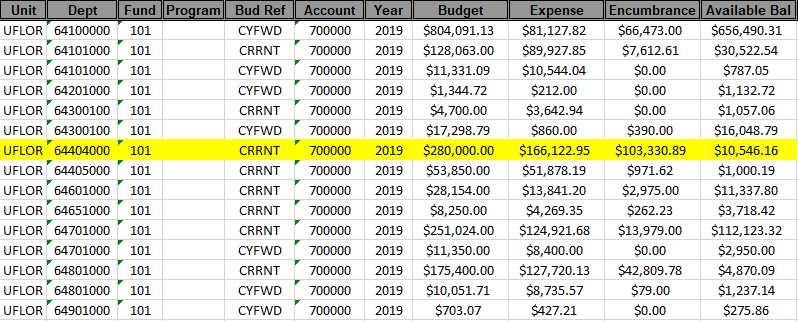 Unit Dept Fund Program Bud Ref Account Year Budget Expense Encumbrance Available Bal
UFLOR 64100000 101 CYFWD 700000 2019 $804,091.13 $81,127.82 $66,473.00 $656,490.31
UFLOR 64101000 101 CRRNT 700000 2019 $128,063.00 $89,927.85 $7,612.61 $30,522.54
UFLOR 64101000 101 CYFWD 700000 2019 $11,331.09 $10,544.04 $0.00 $787.05
UFLOR 64201000 101 CYFWD 700000 2019 $1,344.72 $212.00 $0.00 $1,132.72
UFLOR 64300100 101 CRRNT 700000 2019 $4,700.00 $3,642.94 $0.00 $1,057.06
UFLOR 64300100 101 CYFWD 700000 2019 $17,298.79 $860.00 $390.00 $16,048.79
UFLOR 64404000 101 CRRNT 700000 2019 $280,000.00 $166,122.95 $103,330.89 $10,546.16
UFLOR 64405000 101 CRRNT 700000 2019 $53,850.00 $51,878.19 $971.62 $1,000.19
UFLOR 64601000 101 CRRNT 700000 2019 $28,154.00 $13,841.20 $2,975.00 $11,337.80
UFLOR 64651000 101 CRRNT 700000 2019 $8,250.00 $4,269.35 $262.23 $3,718.42
UFLOR 64701000 101 CRRNT 700000 2019 $251,024.00 $124,921.68 $13,979.00 $112,123.32
UFLOR 64701000 101 CYFWD 700000 2019 $11,350.00 $8,400.00 $0.00 $2,950.00
UFLOR 64801000 101 CRRNT 700000 2019 $175,400.00 $127,720.13 $42,809.78 $4,870.09
UFLOR 64801000 101 CYFWD 700000 2019 $10,051.71 $8,735.57 $79.00 $1,237.14
UFLOR 64901000 101 CYFWD 700000 2019 $703.07 $427.21 $0.00 $275.86